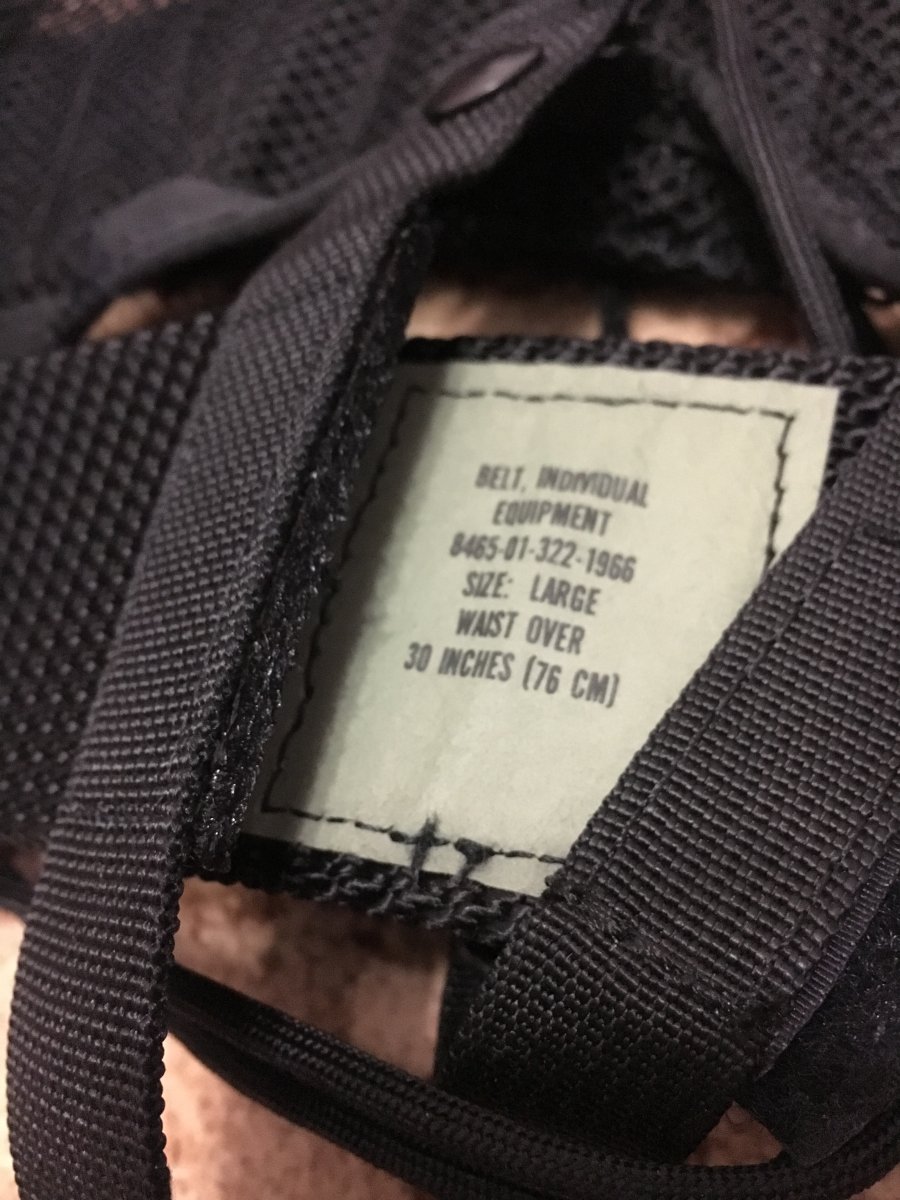 BELT, INDIVIDUAL
EQUIPMENT
8465-01-322-1966
SIZE: LARGE
WAIST OVER
30 INCHES (76 CM)